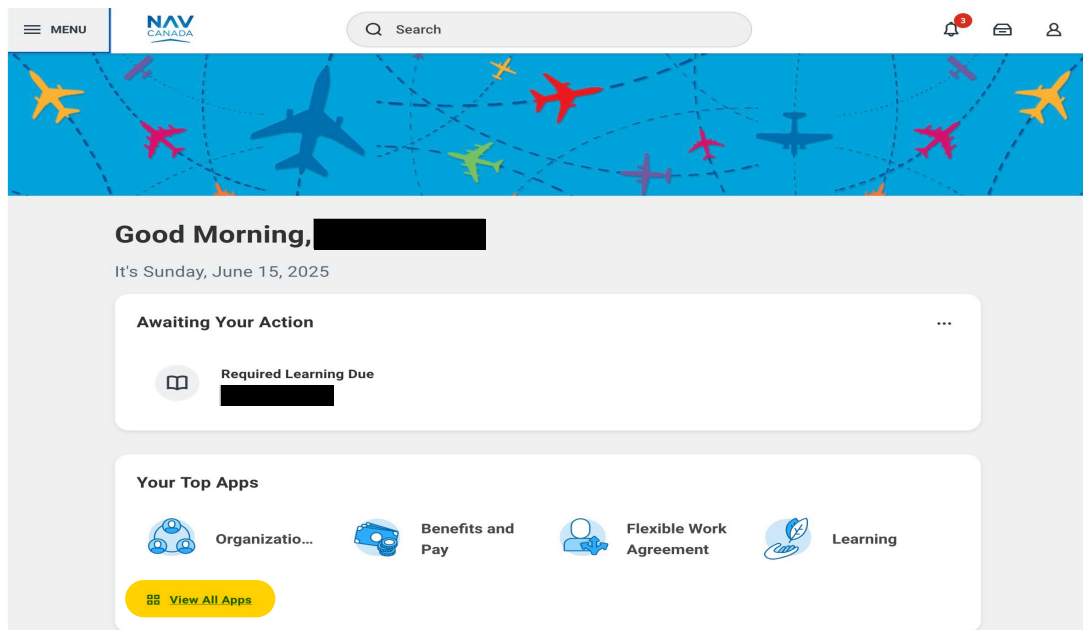 MENU
NAV
CANADA
Search
3
Good Morning,
It's Sunday, June 15, 2025
Awaiting Your Action
...
Required Learning Due
Your Top Apps
Organizatio...
Benefits and
Pay
Flexible Work
Agreement
Learning
View All Apps